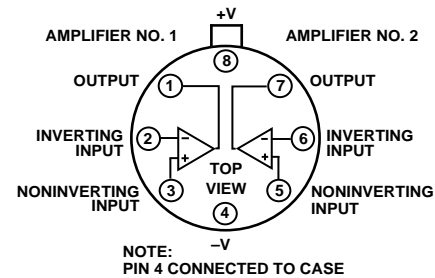 +V
AMPLIFIER NO. 1
AMPLIFIER NO. 2
8
OUTPUT
1
7
OUTPUT
INVERTING
INPUT
2
–
+
–
+
6
INVERTING
INPUT
NONINVERTING
INPUT
3
TOP
VIEW
5
NONINVERTING
INPUT
4
–V
NOTE:
PIN 4 CONNECTED TO CASE